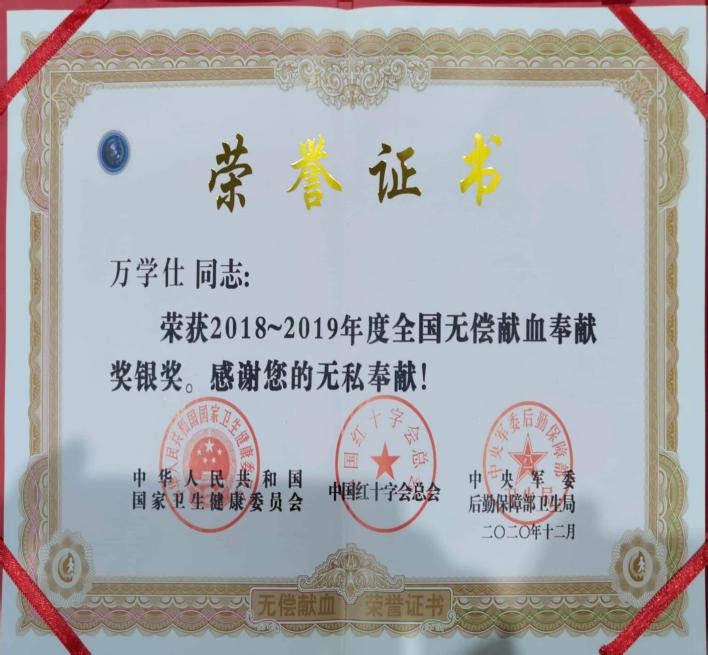 荣誉证书
万学仕 同志:
荣获2018~2019年度全国无偿献血奉献
奖银奖。感谢您的无私奉献!
中华人民共和国
国家卫生健康委员会
中国红十字会总会
中央军委
后勤保障部卫生局
二〇二〇年十二月
无偿献血 荣誉证书